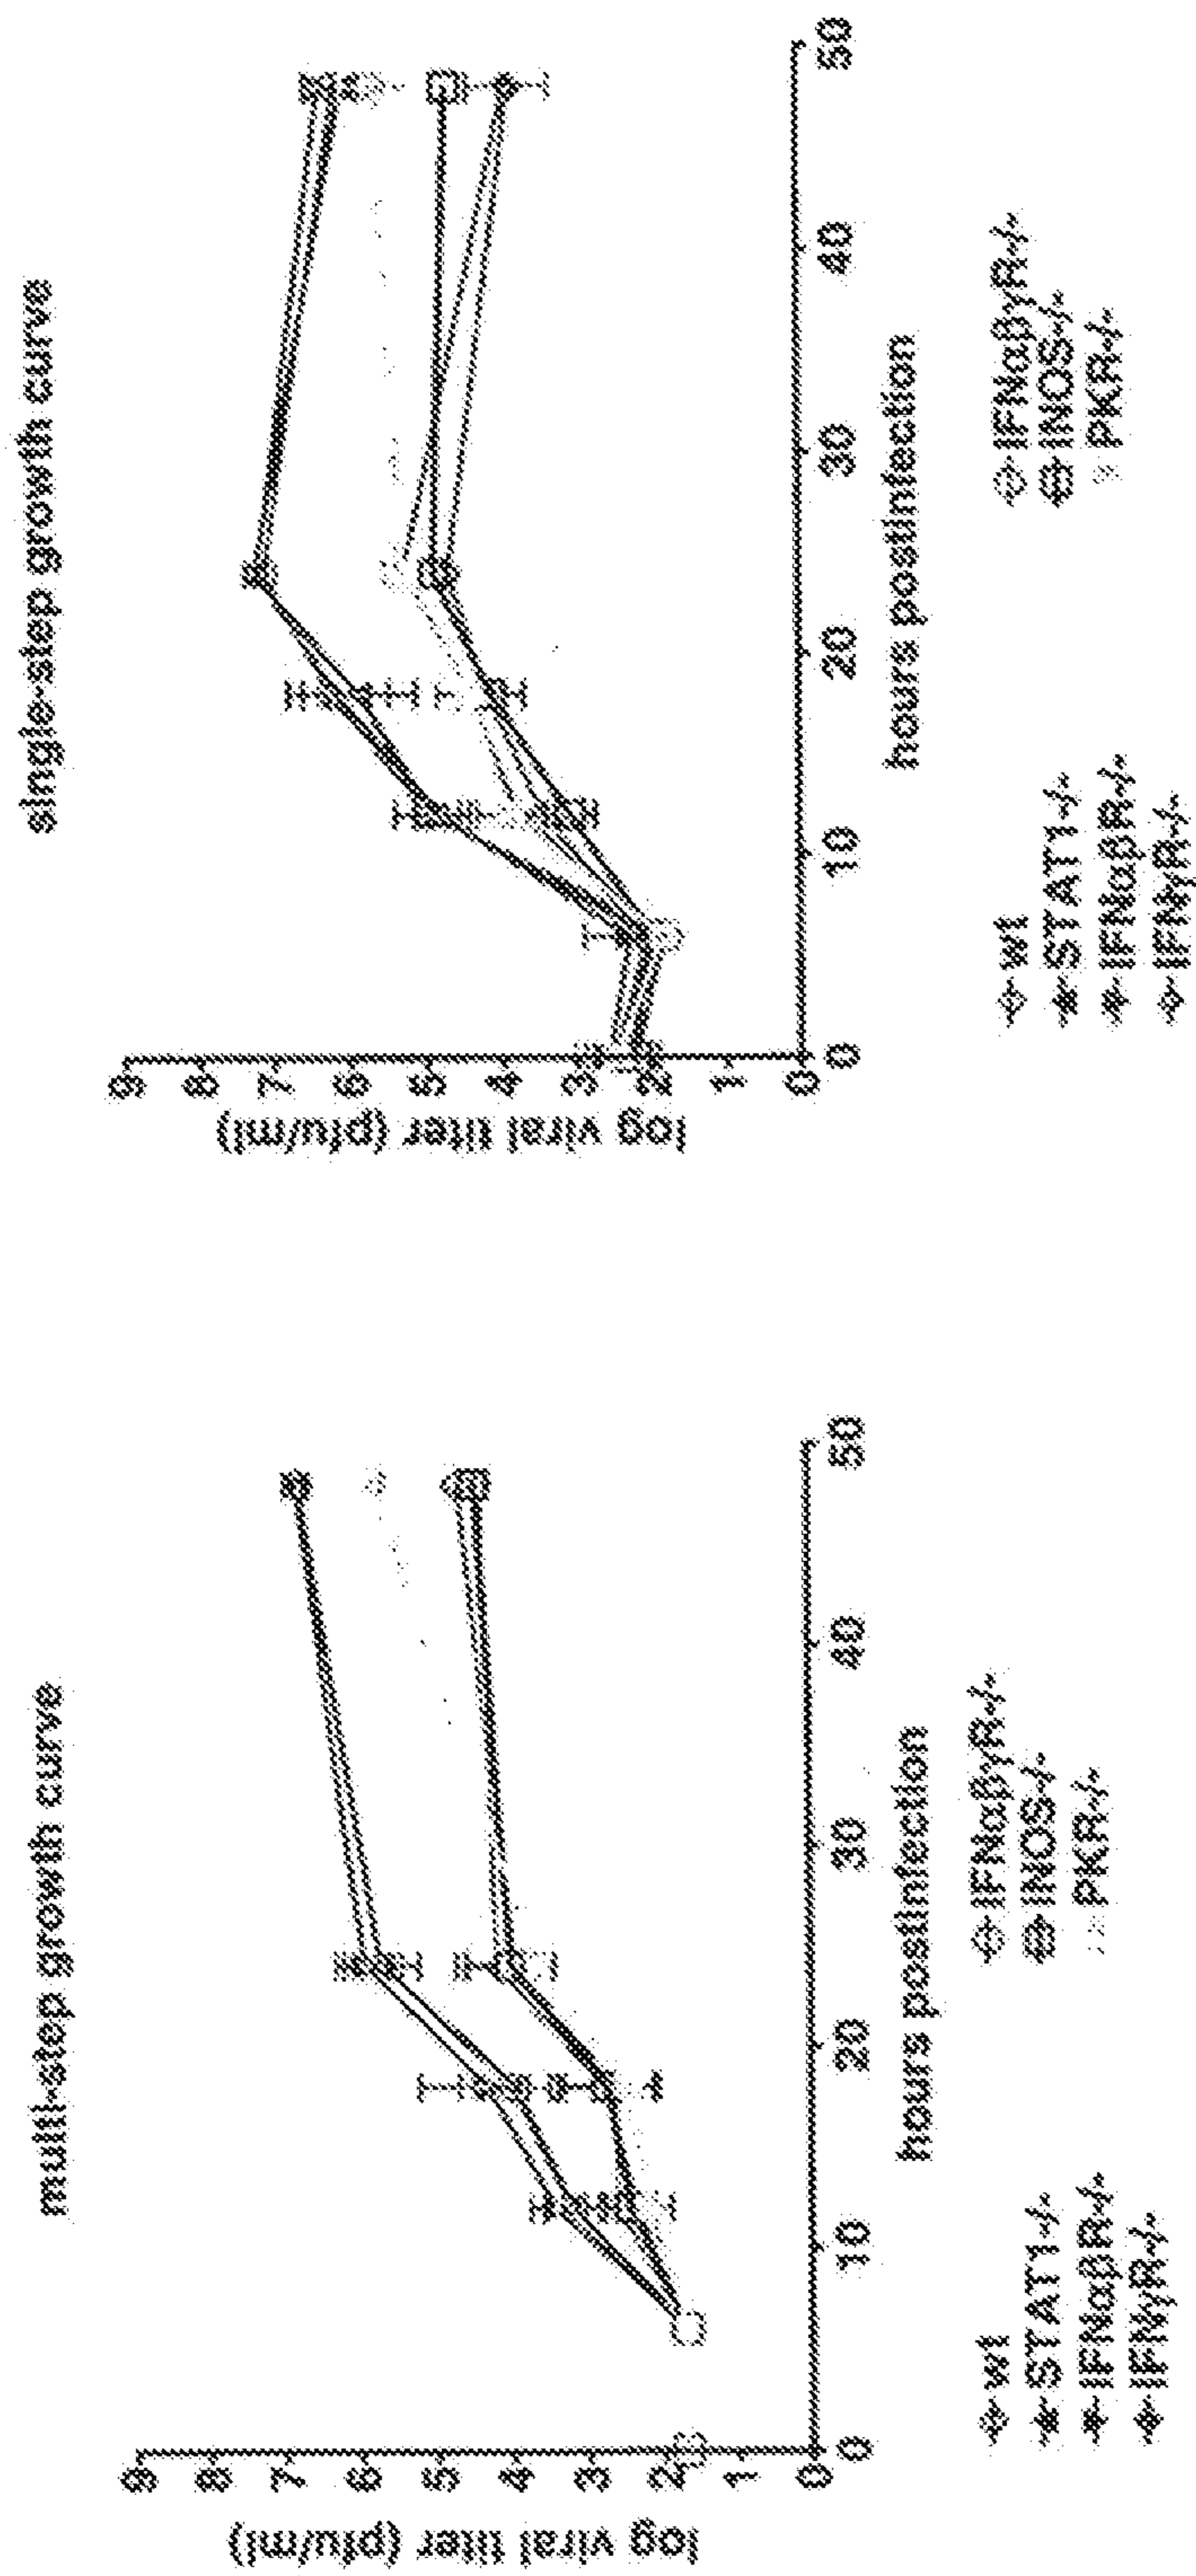 multi-step growth curve
log viral titer (pfu/ml)
9
8
7
6
5
4
3
2
1
0
0
10
20
30
40
50
hours postinfection
wt
STAT1-/-
IFNαβR-/-
IFNγR-/-
IFNαβγR-/-
INOS-/-
PKR-/-
single-step growth curve
log viral titer (pfu/ml)
9
8
7
6
5
4
3
2
1
0
0
10
20
30
40
50
hours postinfection
wt
STAT1-/-
IFNαβR-/-
IFNγR-/-
IFNαβγR-/-
INOS-/-
PKR-/-